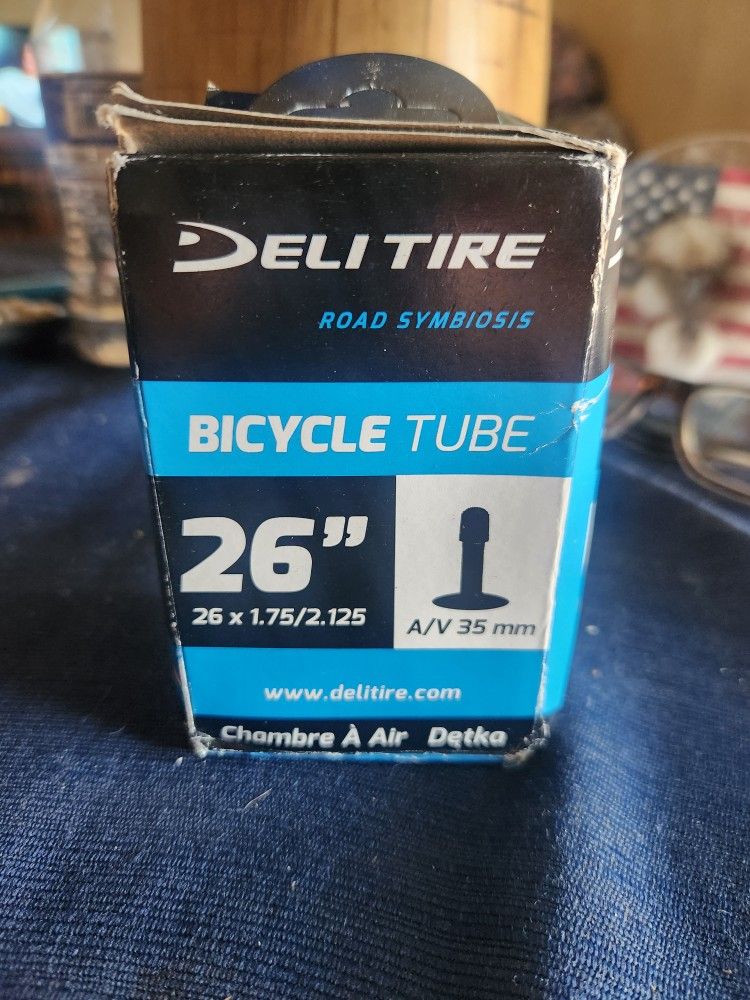 DELI TIRE
ROAD SYMBIOSIS
BICYCLE TUBE
26”
26 x 1.75/2.125
A/V 35 mm
www.delitire.com
Chambre À Air Dętka